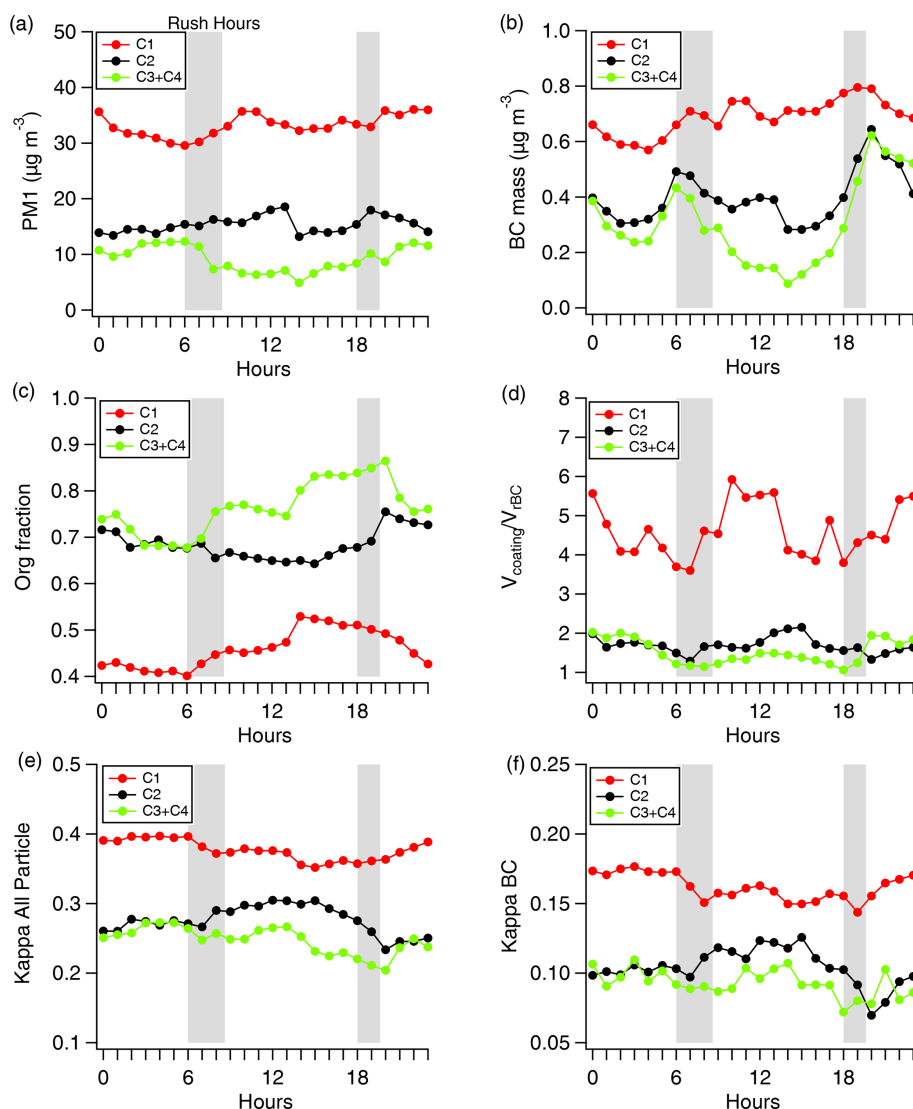 (a)
Rush Hours
50
40
30
20
10
0
PM1 (µg m⁻³)
C1
C2
C3+C4
0
6
12
18
Hours
(b)
1.0
0.8
0.6
0.4
0.2
0.0
BC mass (µg m⁻³)
C1
C2
C3+C4
0
6
12
18
Hours
(c)
1.0
0.9
0.8
0.7
0.6
0.5
0.4
Org fraction
C1
C2
C3+C4
0
6
12
18
Hours
(d)
8
7
6
5
4
3
2
1
V_coating/V_rBC
C1
C2
C3+C4
0
6
12
18
Hours
(e)
0.5
0.4
0.3
0.2
0.1
Kappa All Particle
C1
C2
C3+C4
0
6
12
18
Hours
(f)
0.25
0.20
0.15
0.10
0.05
Kappa BC
C1
C2
C3+C4
0
6
12
18
Hours